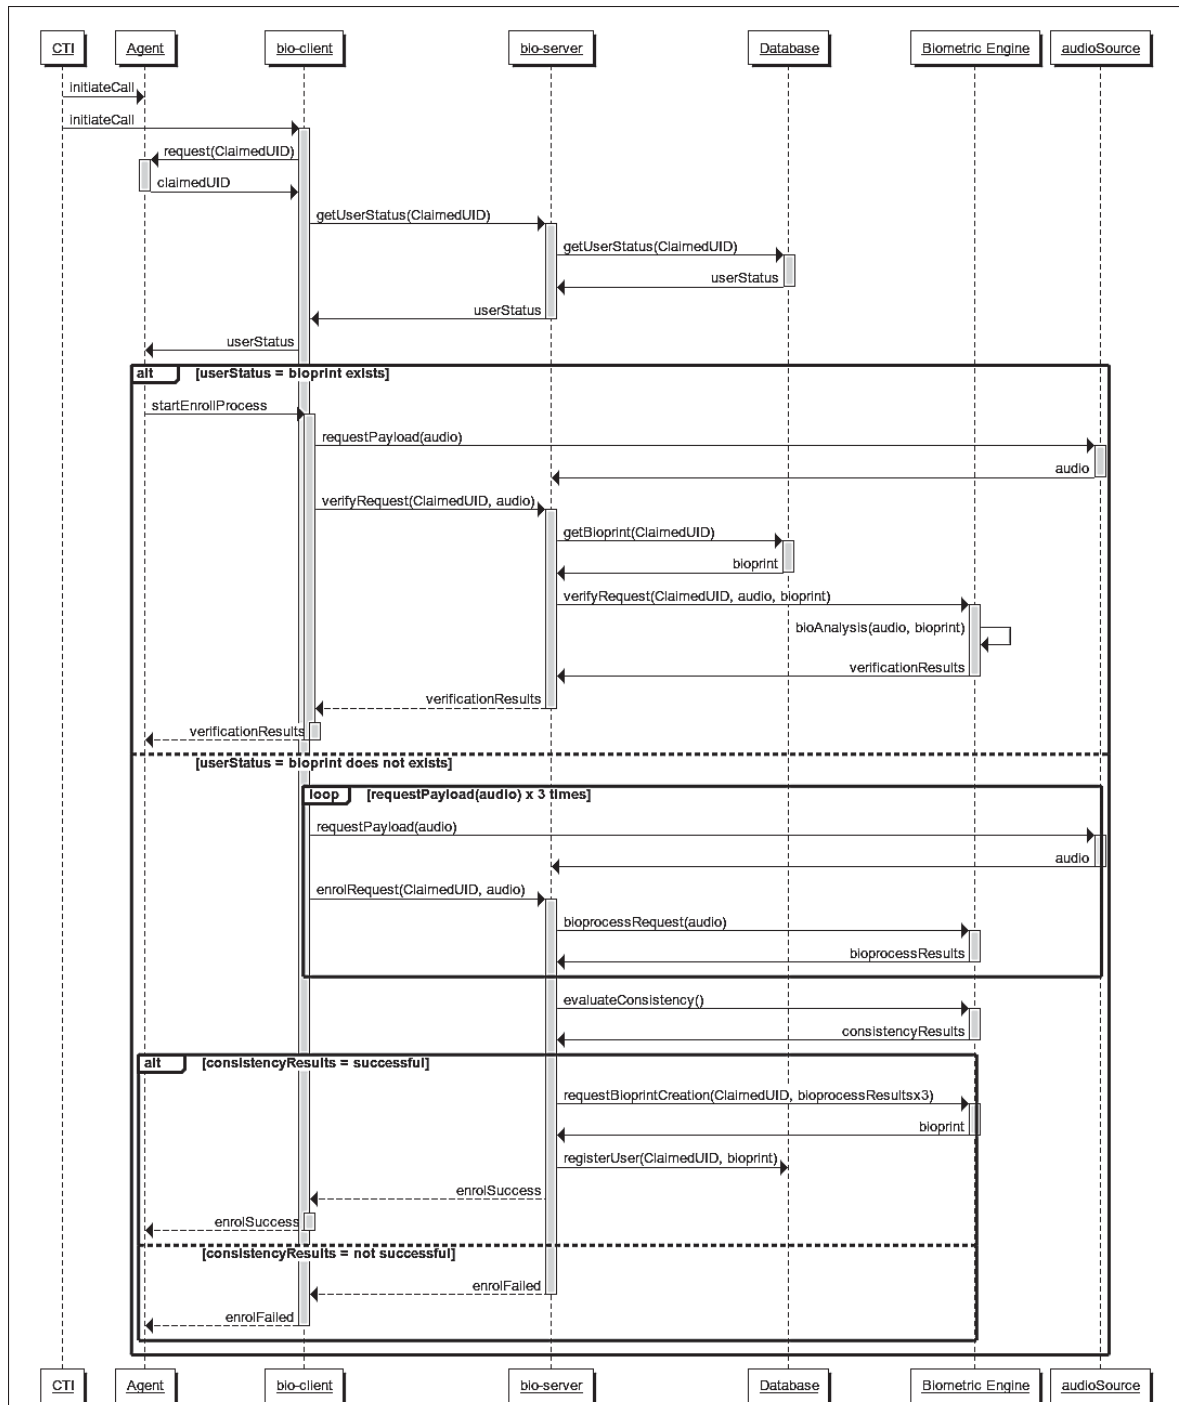 CTI Agent bio-client bio-server Database Biometric Engine audioSource
initiateCall
initiateCall
request(ClaimedUID)
claimedUID
getUserStatus(ClaimedUID)
getUserStatus(ClaimedUID)
userStatus
userStatus
userStatus
alt [userStatus = bioprint exists]
startEnrollProcess
requestPayload(audio)
audio
verifyRequest(ClaimedUID, audio)
getBioprint(ClaimedUID)
bioprint
verifyRequest(ClaimedUID, audio, bioprint)
bioAnalysis(audio, bioprint)
verificationResults
verificationResults
verificationResults
[userStatus = bioprint does not exists]
loop [requestPayload(audio) x 3 times]
requestPayload(audio)
audio
enrolRequest(ClaimedUID, audio)
bioprocessRequest(audio)
bioprocessResults
evaluateConsistency()
consistencyResults
alt [consistencyResults = successful]
requestBioprintCreation(ClaimedUID, bioprocessResultsx3)
bioprint
registerUser(ClaimedUID, bioprint)
enrolSuccess
enrolSuccess
[consistencyResults = not successful]
enrolFailed
enrolFailed
CTI Agent bio-client bio-server Database Biometric Engine audioSource